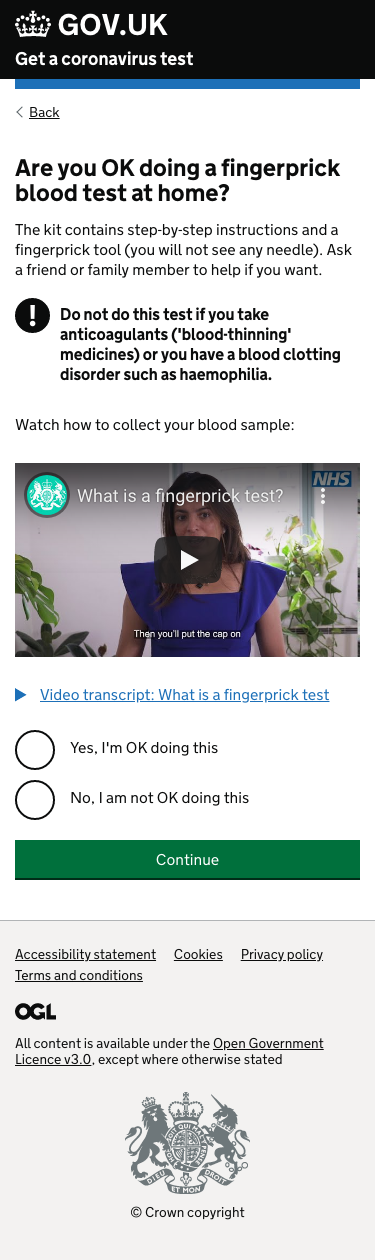 GOV.UK
Get a coronavirus test
Back
Are you OK doing a fingerprick
blood test at home?
The kit contains step-by-step instructions and a
fingerprick tool (you will not see any needle). Ask
a friend or family member to help if you want.
!
Do not do this test if you take
anticoagulants ('blood-thinning'
medicines) or you have a blood clotting
disorder such as haemophilia.
Watch how to collect your blood sample:
NHS
What is a fingerprick test?
Then you'll put the cap on
Video transcript: What is a fingerprick test
Yes, I'm OK doing this
No, I am not OK doing this
Continue
Accessibility statement Cookies Privacy policy
Terms and conditions
OGL
All content is available under the Open Government
Licence v3.0, except where otherwise stated
DIEU ET MON
© Crown copyright